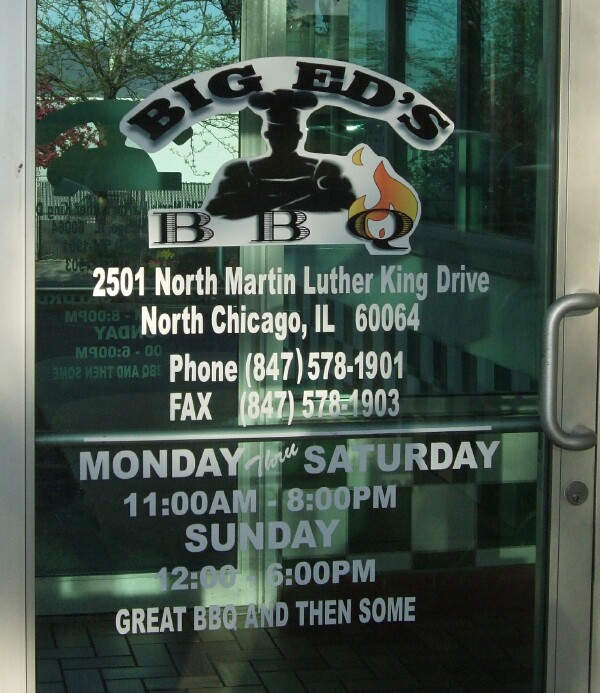 BIG ED'S
BBQ
2501 North Martin Luther King Drive
North Chicago, IL 60064
Phone (847) 578-1901
FAX (847) 578-1903
MONDAY Thru SATURDAY
11:00AM - 8:00PM
SUNDAY
12:00 - 6:00PM
GREAT BBQ AND THEN SOME